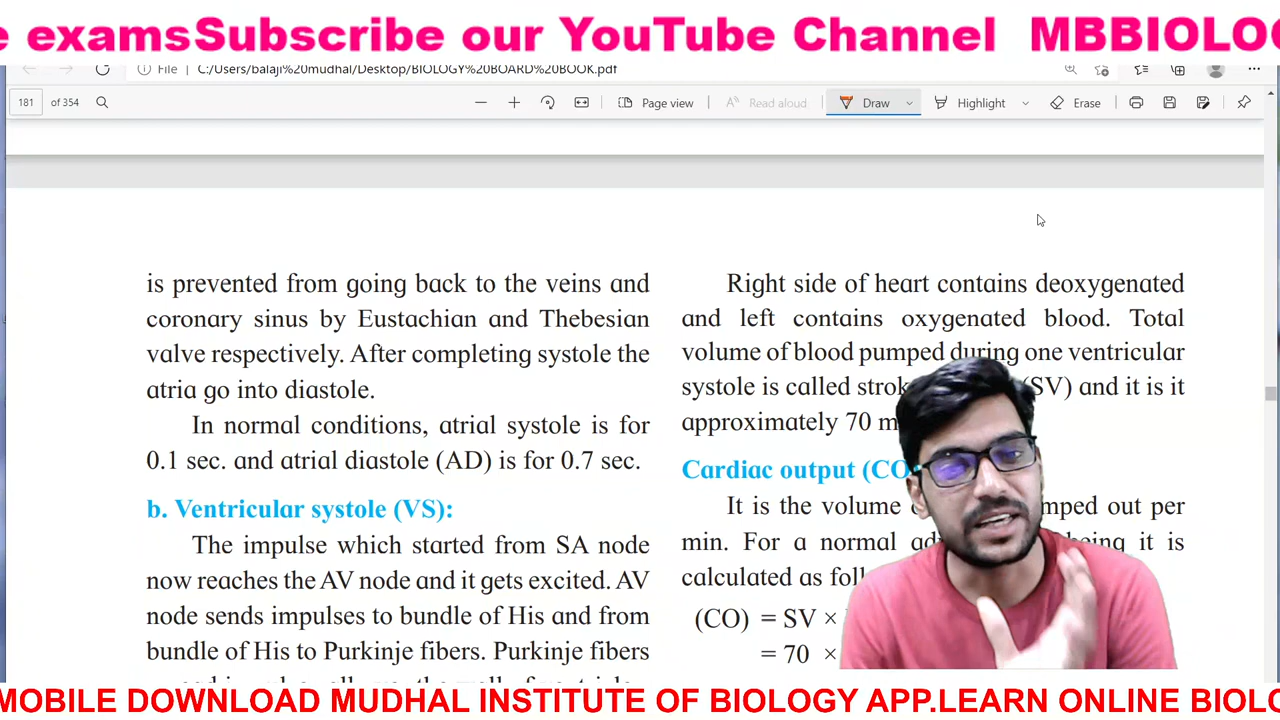 e examsSubscribe our YouTube Channel MBBIOLOG
File C:/Users/balaji%20mudhal/Desktop/BIOLOGY%20BOARD%20BOOK.pdf
181 of 354 Page view Read aloud Draw Highlight Erase
is prevented from going back to the veins and
coronary sinus by Eustachian and Thebesian
valve respectively. After completing systole the
atria go into diastole.
In normal conditions, atrial systole is for
0.1 sec. and atrial diastole (AD) is for 0.7 sec.
b. Ventricular systole (VS):
The impulse which started from SA node
now reaches the AV node and it gets excited. AV
node sends impulses to bundle of His and from
bundle of His to Purkinje fibers. Purkinje fibers
Right side of heart contains deoxygenated
and left contains oxygenated blood. Total
volume of blood pumped during one ventricular
systole is called (SV) and it is it
approximately 70
Cardiac output (CO
It is the volume out per
min. For a normal being it is
calculated as
(CO) = SV ×
= 70 ×
MOBILE DOWNLOAD MUDHAL INSTITUTE OF BIOLOGY APP.LEARN ONLINE BIOLO